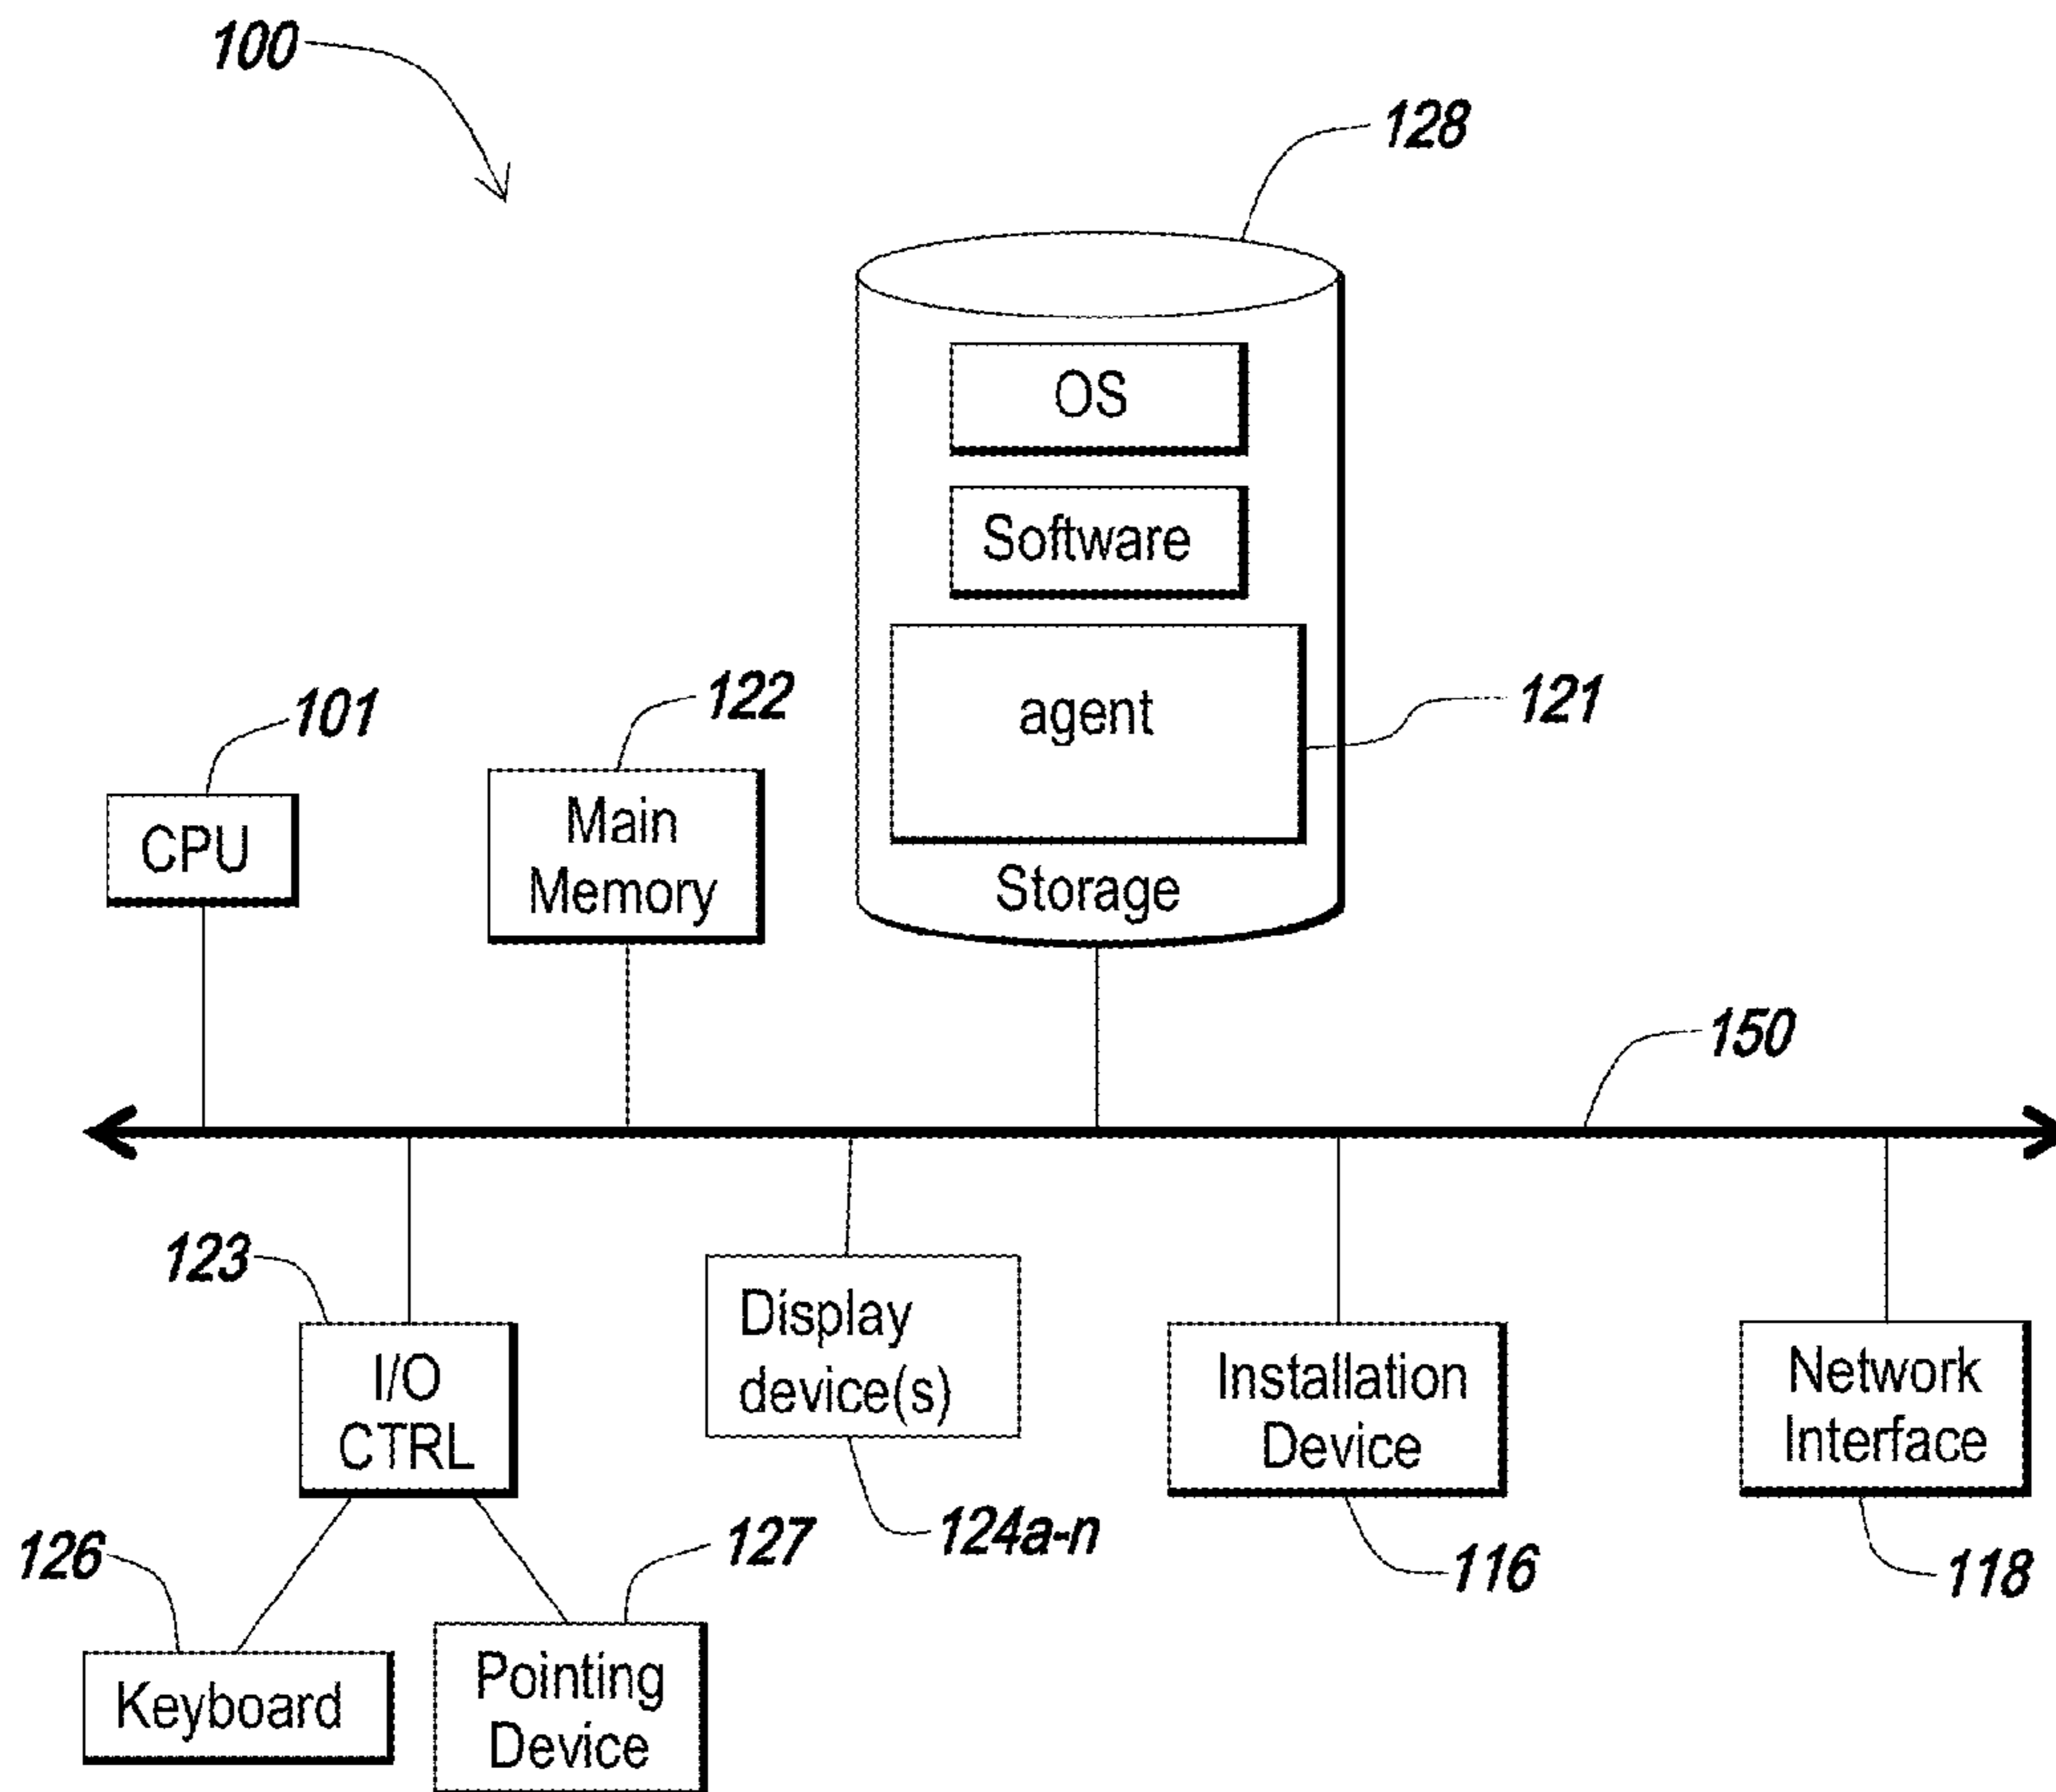 100
128
OS
Software
agent
121
Storage
101
CPU
122
Main
Memory
150
123
I/O
CTRL
Display
device(s)
124a-n
Installation
Device
116
Network
Interface
118
126
Keyboard
127
Pointing
Device